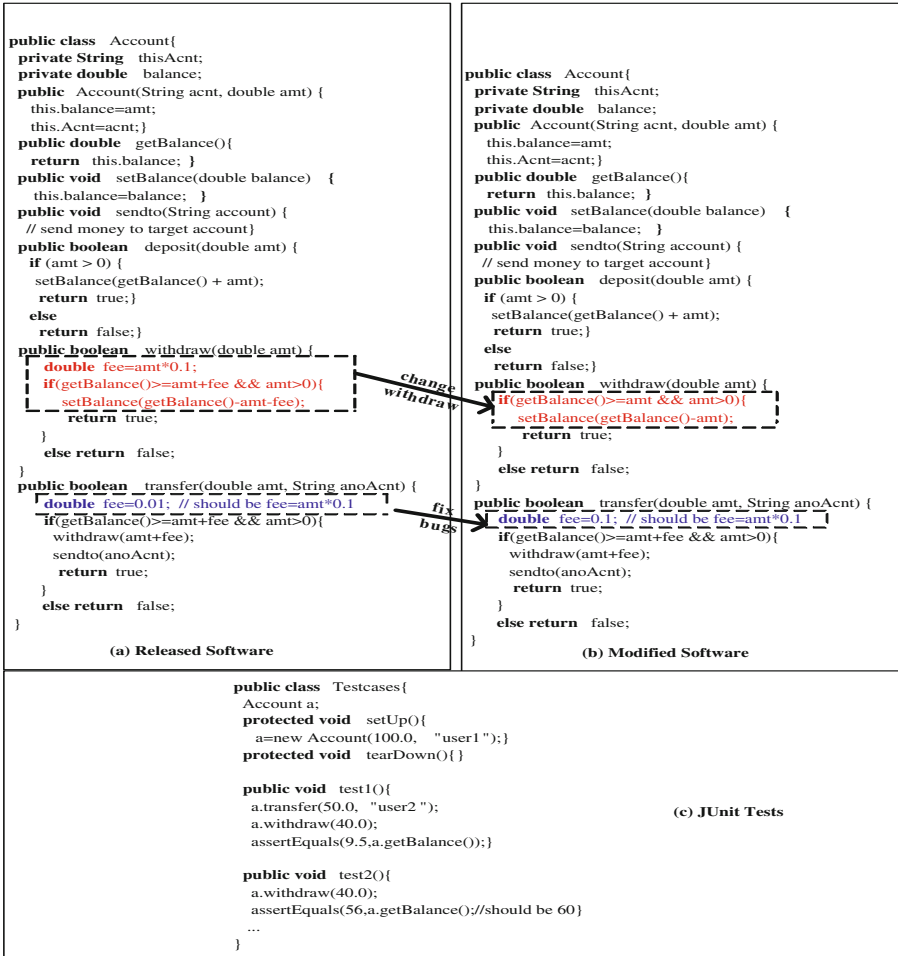 public class Account{
private String thisAcnt;
private double balance;
public Account(String acnt, double amt) {
this.balance=amt;
this.Acnt=acnt;}
public double getBalance(){
return this.balance; }
public void setBalance(double balance) {
this.balance=balance; }
public void sendto(String account) {
// send money to target account}
public boolean deposit(double amt) {
if (amt > 0) {
setBalance(getBalance() + amt);
return true;}
else
return false;}
public boolean withdraw(double amt) {
double fee=amt*0.1;
if(getBalance()>=amt+fee && amt>0){
setBalance(getBalance()-amt-fee);
return true;
}
else return false;
}
public boolean transfer(double amt, String anoAcnt) {
double fee=0.01; // should be fee=amt*0.1
if(getBalance()>=amt+fee && amt>0){
withdraw(amt+fee);
sendto(anoAcnt);
return true;
}
else return false;
}
(a) Released Software
change
withdraw
fix
bugs
public class Account{
private String thisAcnt;
private double balance;
public Account(String acnt, double amt) {
this.balance=amt;
this.Acnt=acnt;}
public double getBalance(){
return this.balance; }
public void setBalance(double balance) {
this.balance=balance; }
public void sendto(String account) {
// send money to target account}
public boolean deposit(double amt) {
if (amt > 0) {
setBalance(getBalance() + amt);
return true;}
else
return false;}
public boolean withdraw(double amt) {
if(getBalance()>=amt && amt>0){
setBalance(getBalance()-amt);
return true;
}
else return false;
}
public boolean transfer(double amt, String anoAcnt) {
double fee=0.1; // should be fee=amt*0.1
if(getBalance()>=amt+fee && amt>0){
withdraw(amt+fee);
sendto(anoAcnt);
return true;
}
else return false;
}
(b) Modified Software
public class Testcases{
Account a;
protected void setUp(){
a=new Account(100.0, "user1");}
protected void tearDown(){}
public void test1(){
a.transfer(50.0, "user2 ");
a.withdraw(40.0);
assertEquals(9.5,a.getBalance());}
public void test2(){
a.withdraw(40.0);
assertEquals(56,a.getBalance();//should be 60}
...
}
(c) JUnit Tests